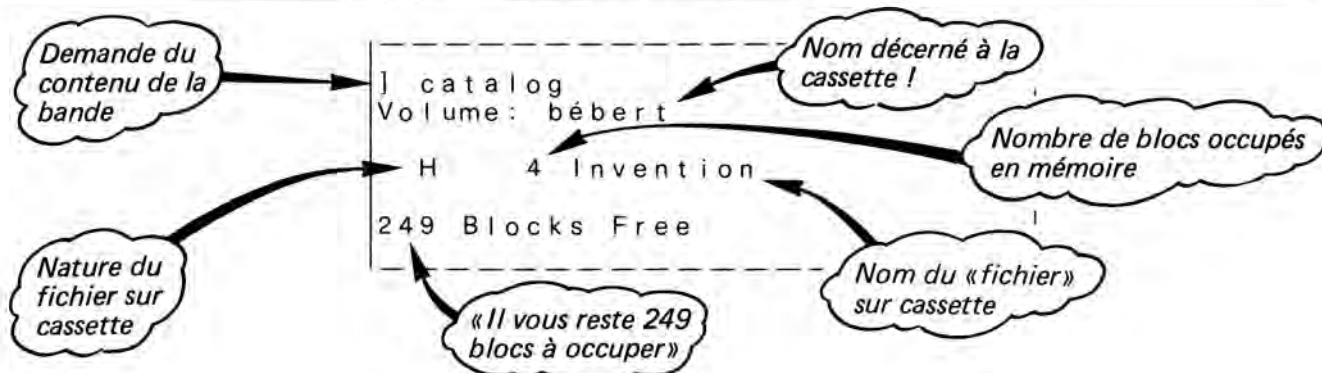 Demande du
contenu de la
bande
Nom décerné à la
cassette !
] catalog
Volume: bébert
Nombre de blocs occupés
en mémoire
H 4 Invention
249 Blocks Free
Nature du
fichier sur
cassette
«Il vous reste 249
blocs à occuper»
Nom du «fichier»
sur cassette